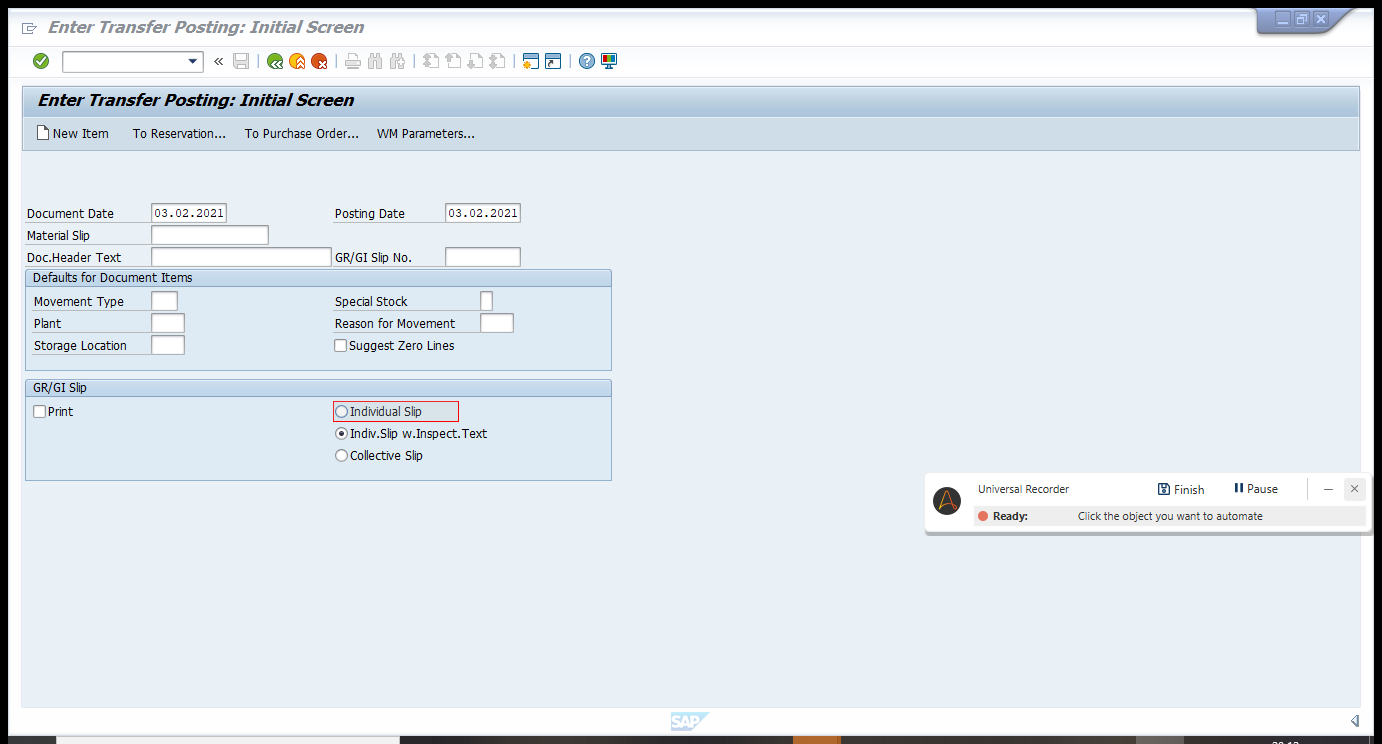 Enter Transfer Posting: Initial Screen
Enter Transfer Posting: Initial Screen
New Item To Reservation... To Purchase Order... WM Parameters...
Document Date 03.02.2021 Posting Date 03.02.2021
Material Slip
Doc.Header Text GR/GI Slip No.
Defaults for Document Items
Movement Type Special Stock
Plant Reason for Movement
Storage Location Suggest Zero Lines
GR/GI Slip
Print Individual Slip
Indiv.Slip w.Inspect.Text
Collective Slip
Universal Recorder Finish Pause
Ready: Click the object you want to automate
SAP